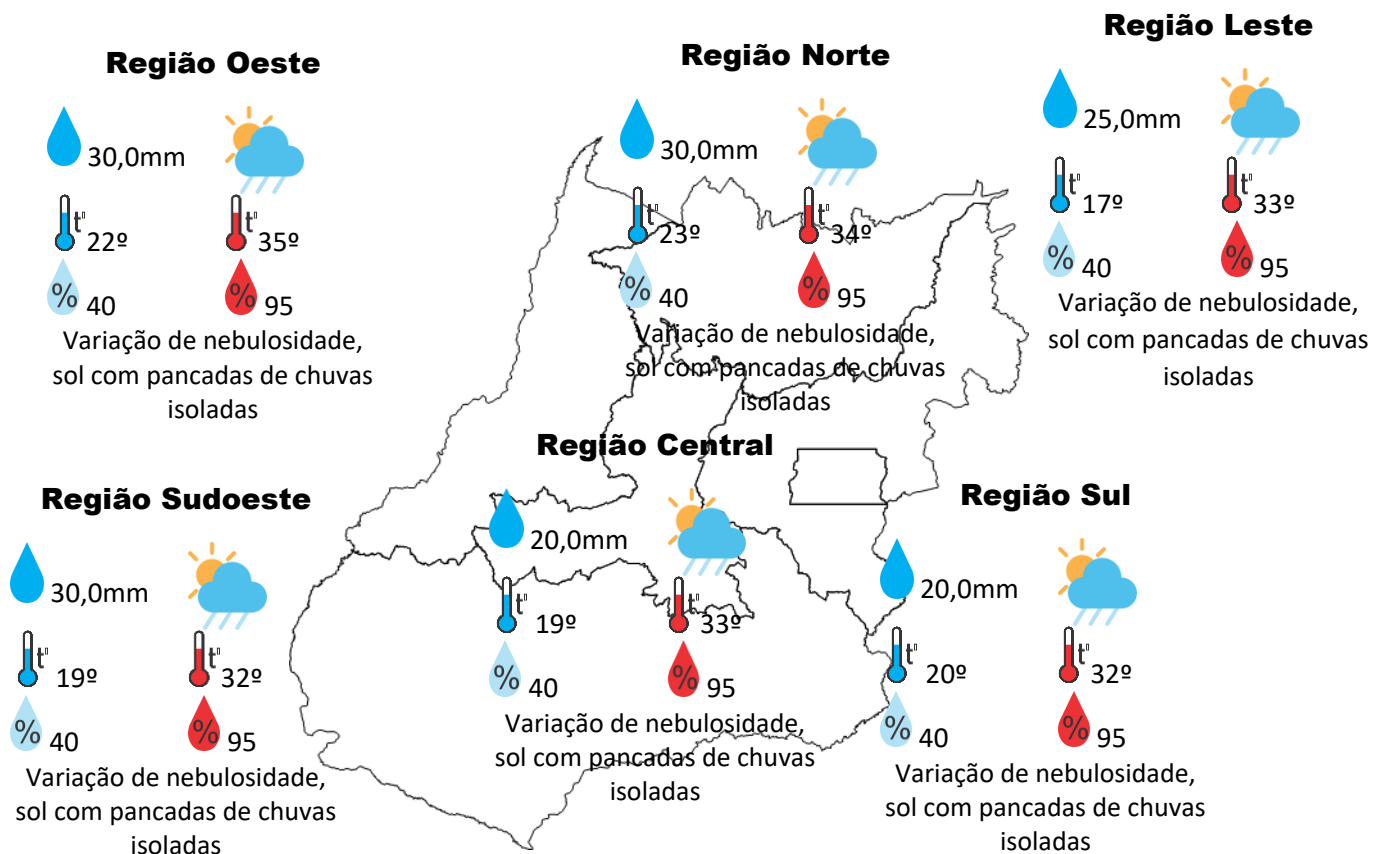 Região Oeste
30,0mm
t°
22º
35º
% 40
% 95
Variação de nebulosidade,
sol com pancadas de chuvas
isoladas
Região Norte
30,0mm
t°
23º
t°
34º
% 40
% 95
Variação de nebulosidade,
sol com pancadas de chuvas
isoladas
Região Leste
25,0mm
t°
17º
t°
33º
% 40
% 95
Variação de nebulosidade,
sol com pancadas de chuvas
isoladas
Região Sudoeste
30,0mm
t°
19º
t°
32º
% 40
% 95
Variação de nebulosidade,
sol com pancadas de chuvas
isoladas
Região Central
20,0mm
t°
19º
t°
33º
% 40
% 95
Variação de nebulosidade,
sol com pancadas de chuvas
isoladas
Região Sul
20,0mm
t°
20º
t°
32º
% 40
% 95
Variação de nebulosidade,
sol com pancadas de chuvas
isoladas